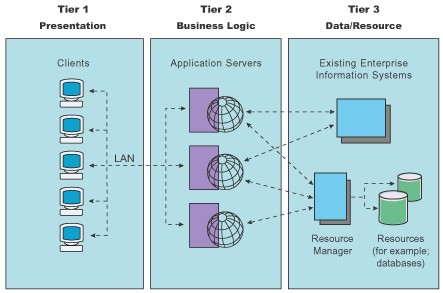 Tier 1
Presentation
Tier 2
Business Logic
Tier 3
Data/Resource
Clients
Application Servers
Existing Enterprise
Information Systems
LAN
Resource
Manager
Resources
(for example;
databases)